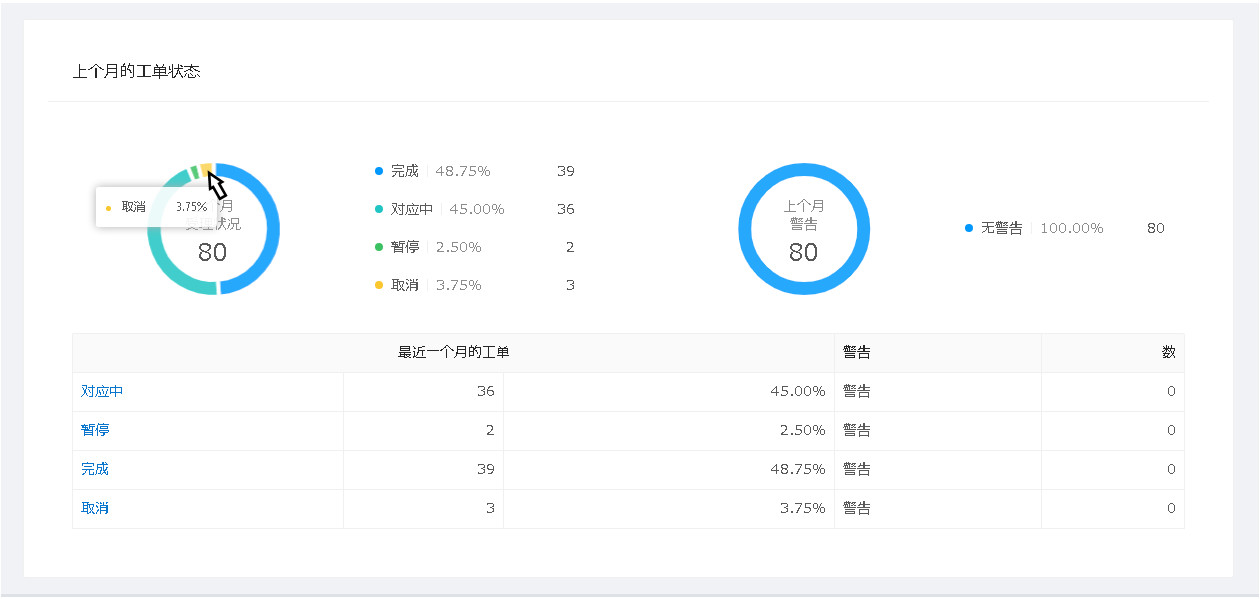 上个月的工单状态
取消 3.75%
月
状况
80
完成 48.75% 39
对应中 45.00% 36
暂停 2.50% 2
取消 3.75% 3
上个月
警告
80
无警告 100.00% 80
最近一个月的工单 警告 数
对应中 36 45.00% 警告 0
暂停 2 2.50% 警告 0
完成 39 48.75% 警告 0
取消 3 3.75% 警告 0